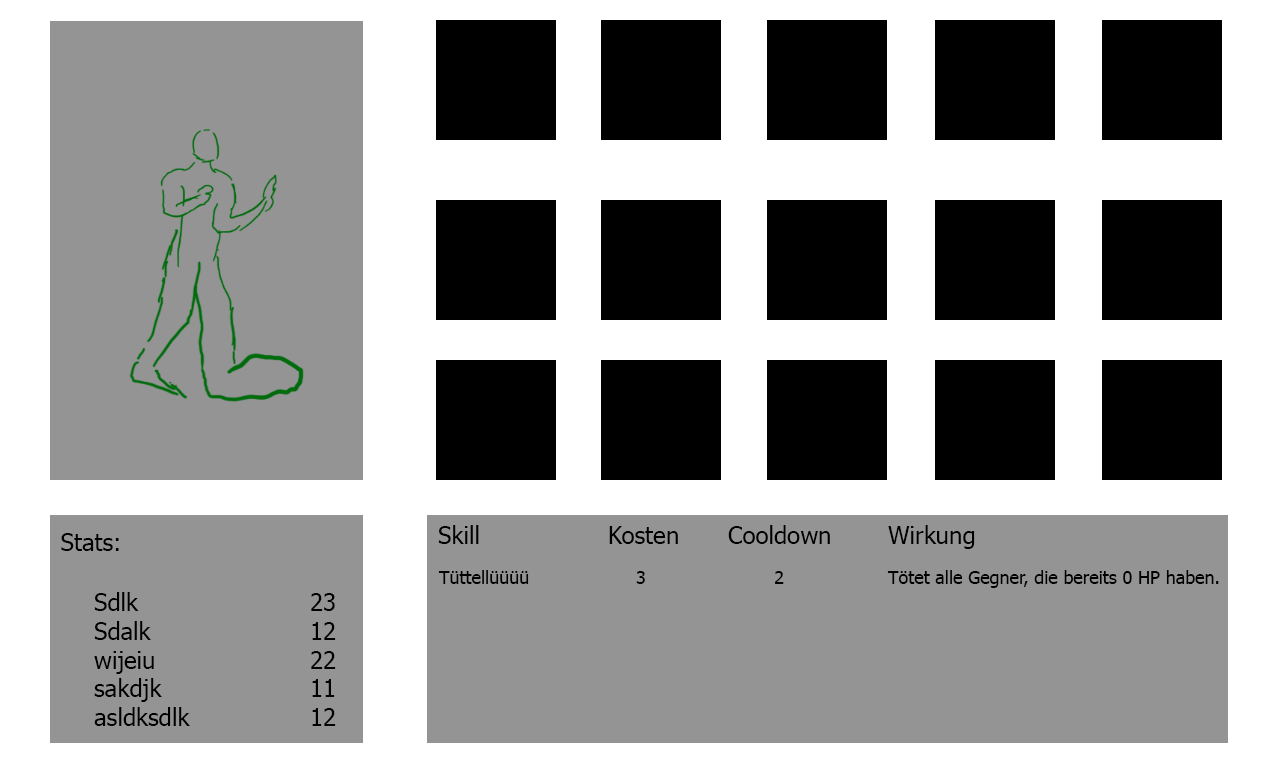 Stats:
Sdlk 23
Sdalk 12
wijeiu 22
sakdjk 11
asldksdlk 12
Skill Kosten Cooldown Wirkung
Tüttellüüüü 3 2 Tötet alle Gegner, die bereits 0 HP haben.